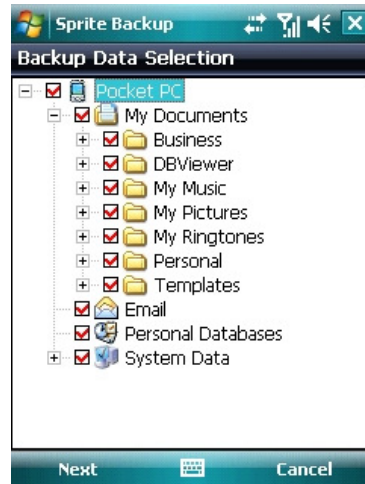 Sprite Backup
Backup Data Selection
Pocket PC
My Documents
Business
DBViewer
My Music
My Pictures
My Ringtones
Personal
Templates
Email
Personal Databases
System Data
Next Cancel